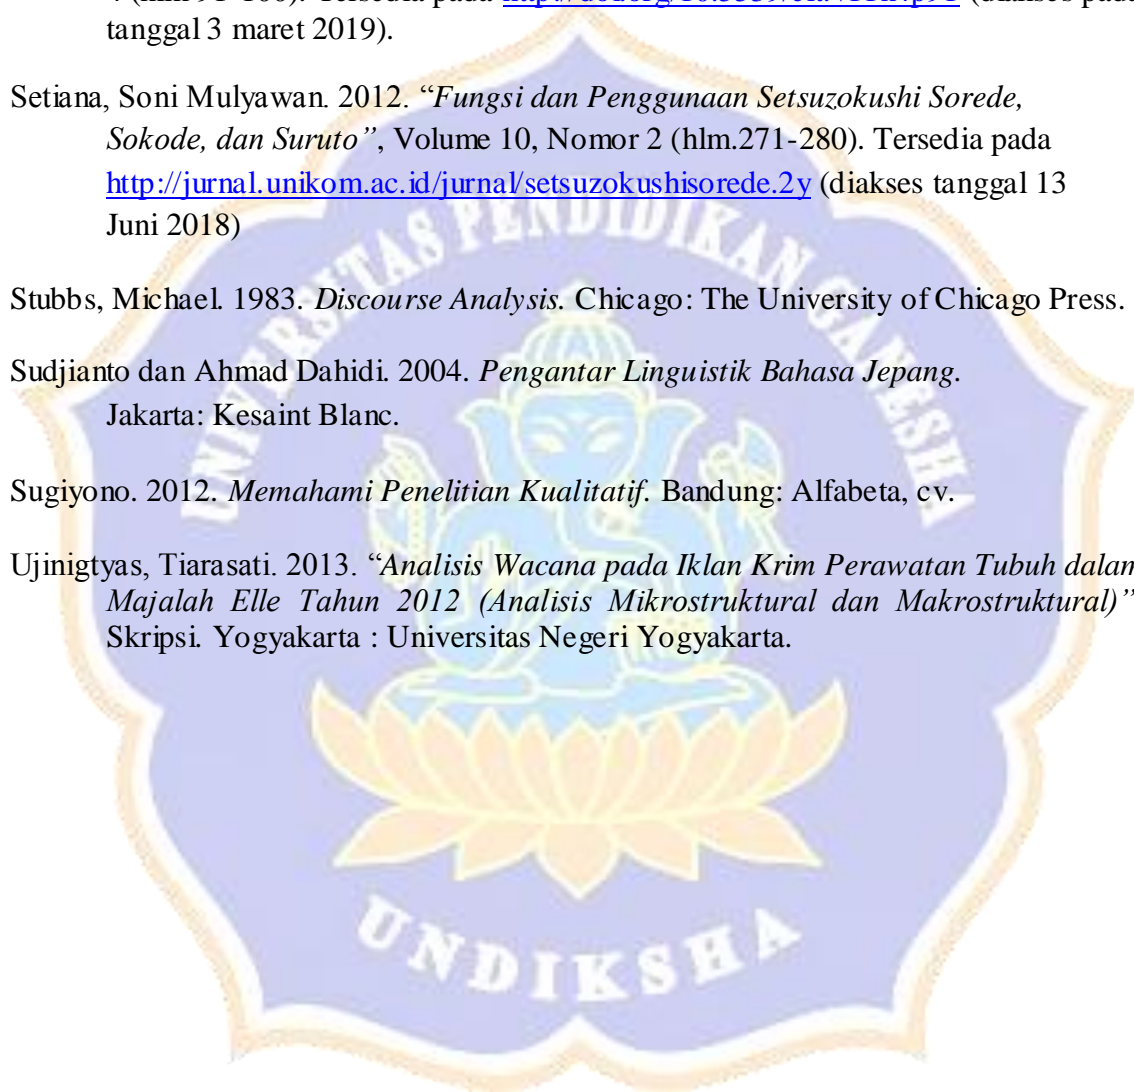 tanggal 3 maret 2019).
Setiana, Soni Mulyawan. 2012. “Fungsi dan Penggunaan Setsuzokushi Sorede,
Sokode, dan Suruto”, Volume 10, Nomor 2 (hlm.271-280). Tersedia pada
http://jurnal.unikom.ac.id/jurnal/setsuzokushisorede.2y (diakses tanggal 13
Juni 2018)
Stubbs, Michael. 1983. Discourse Analysis. Chicago: The University of Chicago Press.
Sudjianto dan Ahmad Dahidi. 2004. Pengantar Linguistik Bahasa Jepang.
Jakarta: Kesaint Blanc.
Sugiyono. 2012. Memahami Penelitian Kualitatif. Bandung: Alfabeta, cv.
Ujinigtyas, Tiarasati. 2013. “Analisis Wacana pada Iklan Krim Perawatan Tubuh dalam
Majalah Elle Tahun 2012 (Analisis Mikrostruktural dan Makrostruktural)”
Skripsi. Yogyakarta : Universitas Negeri Yogyakarta.
UNIVERSITAS PENDIDIKAN GANESHA
UNDIKSHA